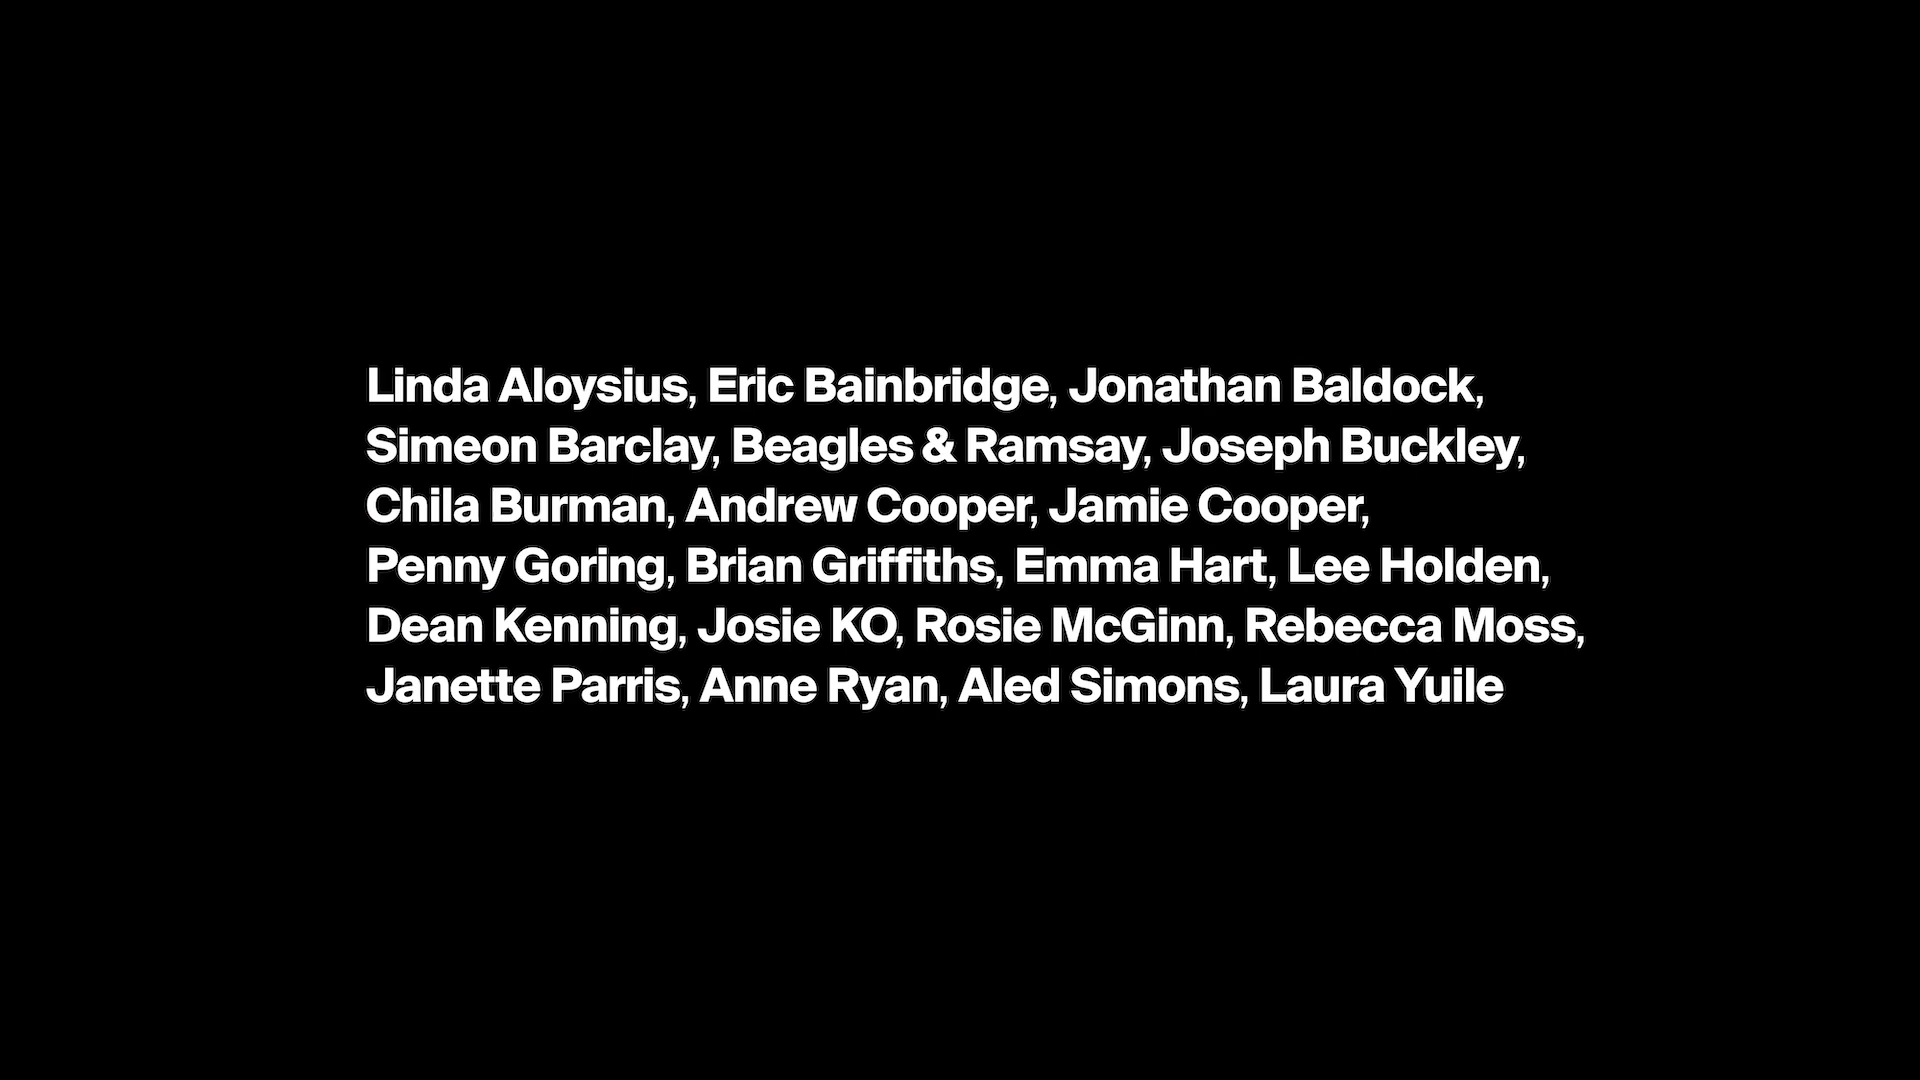 Linda Aloysius, Eric Bainbridge, Jonathan Baldock,
Simeon Barclay, Beagles & Ramsay, Joseph Buckley,
Chila Burman, Andrew Cooper, Jamie Cooper,
Penny Goring, Brian Griffiths, Emma Hart, Lee Holden,
Dean Kenning, Josie KO, Rosie McGinn, Rebecca Moss,
Janette Parris, Anne Ryan, Aled Simons, Laura Yuile